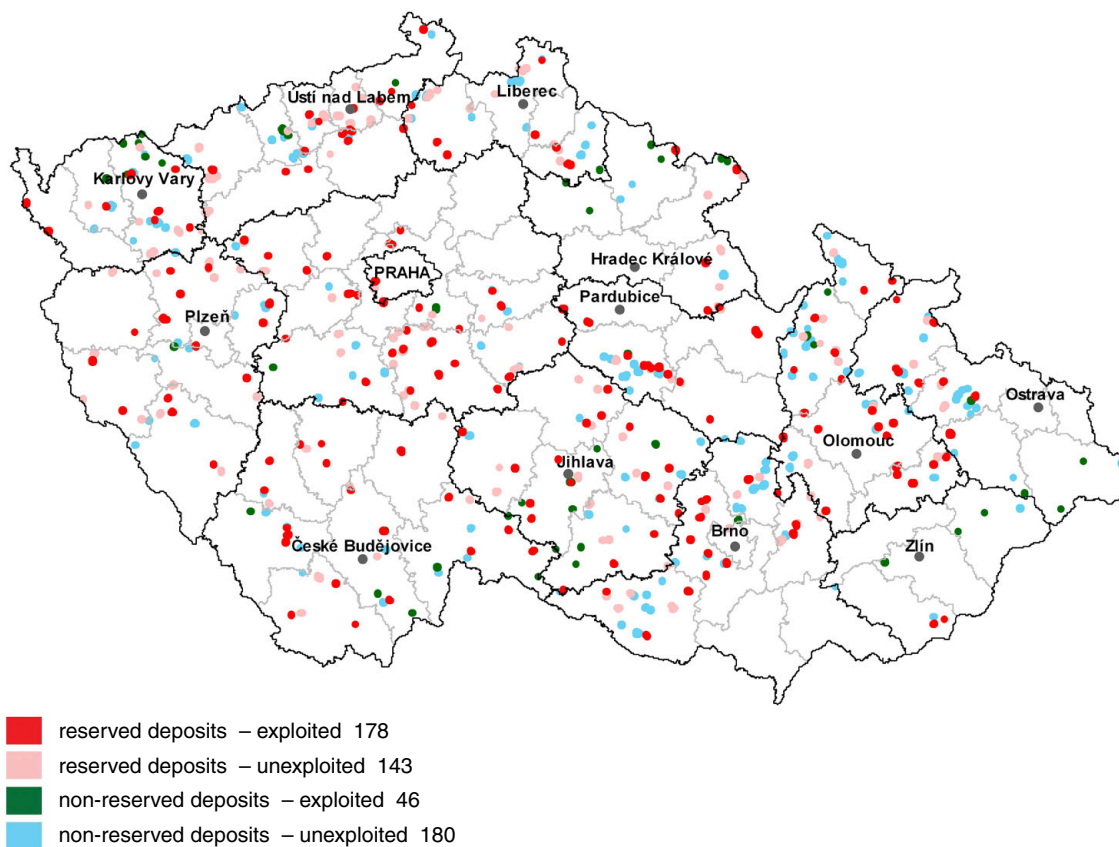 Ústí nad Labem
Liberec
Karlovy Vary
PRAHA
Hradec Králové
Pardubice
Plzeň
Ostrava
Olomouc
Jihlava
České Budějovice
Brno
Zlín
reserved deposits – exploited 178
reserved deposits – unexploited 143
non-reserved deposits – exploited 46
non-reserved deposits – unexploited 180